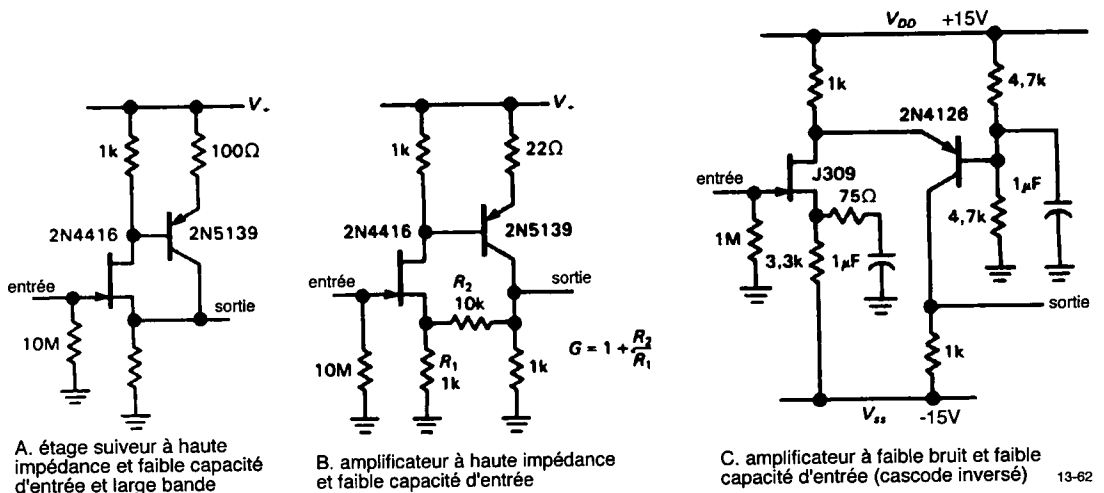 V+
1k
100Ω
2N4416
2N5139
entrée
sortie
10M
A. étage suiveur à haute
impédance et faible capacité
d'entrée et large bande
V+
1k
22Ω
2N4416
2N5139
entrée
R2
10k
sortie
10M
R1
1k
1k
G = 1 + R2/R1
B. amplificateur à haute impédance
et faible capacité d'entrée
VDD +15V
1k
4,7k
2N4126
J309
entrée
75Ω
1μF
1M
3,3k
1μF
4,7k
sortie
1k
Vss -15V
C. amplificateur à faible bruit et faible
capacité d'entrée (cascode inversé)
13-62